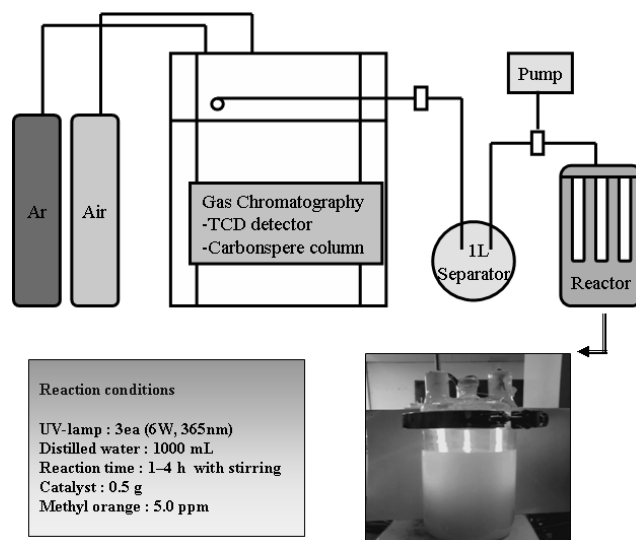 Pump
Ar
Air
Gas Chromatography
-TCD detector
-Carbonspere column
1L
Separator
Reactor
Reaction conditions
UV-lamp : 3ea (6W, 365nm)
Distilled water : 1000 mL
Reaction time : 1–4 h with stirring
Catalyst : 0.5 g
Methyl orange : 5.0 ppm